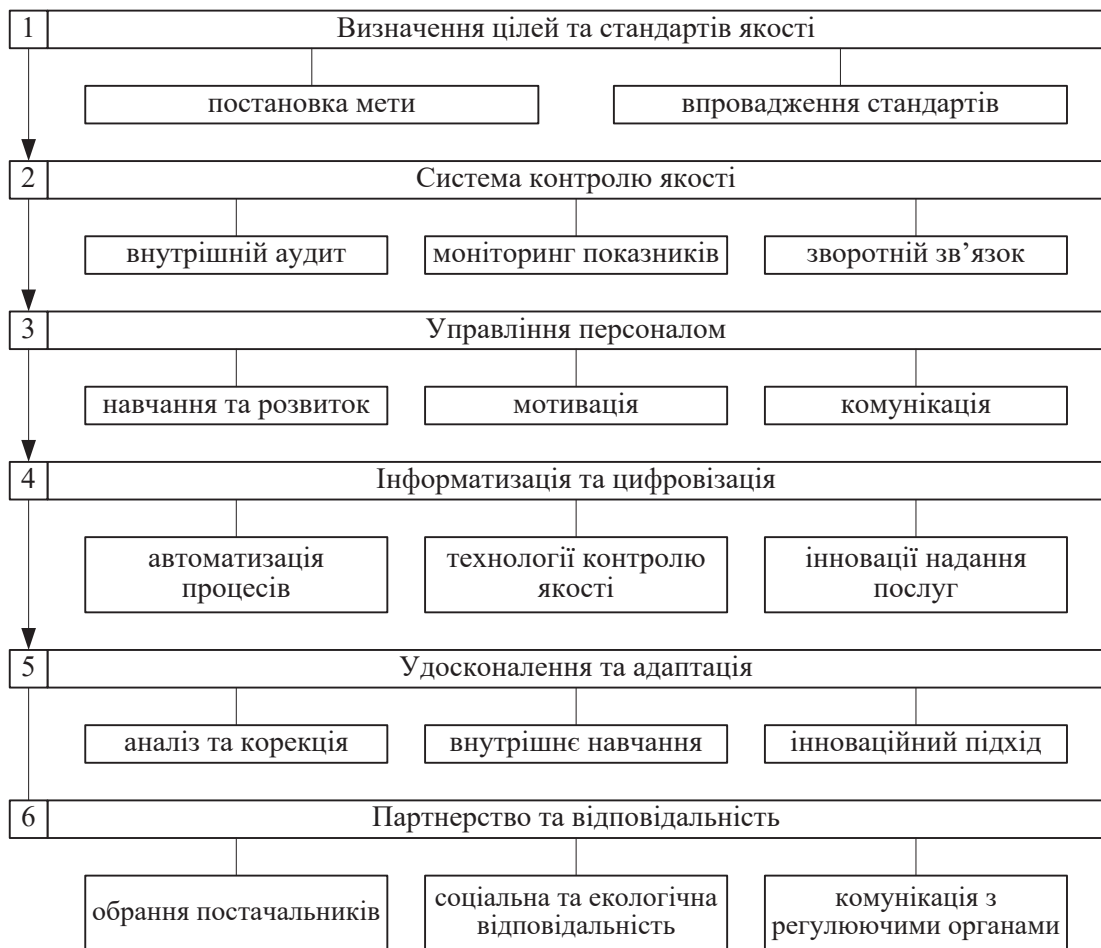 1 Визначення цілей та стандартів якості
постановка мети впровадження стандартів
2 Система контролю якості
внутрішній аудит моніторинг показників зворотній зв’язок
3 Управління персоналом
навчання та розвиток мотивація комунікація
4 Інформатизація та цифровізація
автоматизація
процесів
технології контролю
якості
інновації надання
послуг
5 Удосконалення та адаптація
аналіз та корекція внутрішнє навчання інноваційний підхід
6 Партнерство та відповідальність
обрання постачальників
соціальна та екологічна
відповідальність
комунікація з
регулюючими органами